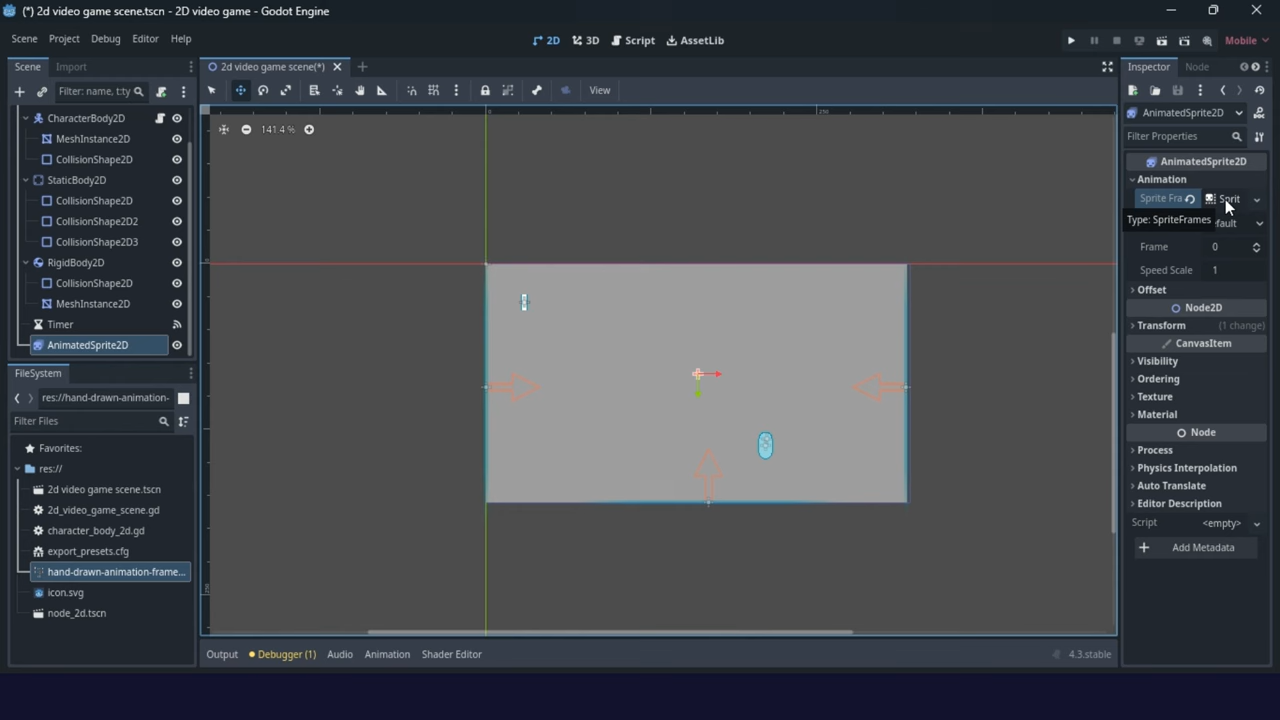 (*) 2d video game scene.tscn - 2D video game - Godot Engine
Scene Project Debug Editor Help
2D 3D Script AssetLib
Mobile
Scene Import
2d video game scene(*)
Inspector Node
Filter: name, t:ty
View
AnimatedSprite2D
CharacterBody2D
141.4 %
Filter Properties
MeshInstance2D
CollisionShape2D
AnimatedSprite2D
StaticBody2D
Animation
CollisionShape2D
Sprite Fra Sprit
CollisionShape2D2
Type: SpriteFrames
fault
CollisionShape2D3
Frame 0
RigidBody2D
Speed Scale 1
CollisionShape2D
Offset
MeshInstance2D
Node2D
Timer
Transform (1 change)
AnimatedSprite2D
CanvasItem
Visibility
FileSystem
Ordering
res://hand-drawn-animation-
Texture
Filter Files
Material
Node
Favorites:
Process
res://
Physics Interpolation
2d video game scene.tscn
Auto Translate
2d_video_game_scene.gd
Editor Description
character_body_2d.gd
Script <empty>
export_presets.cfg
Add Metadata
hand-drawn-animation-frame...
icon.svg
node_2d.tscn
Output Debugger (1) Audio Animation Shader Editor
4.3.stable